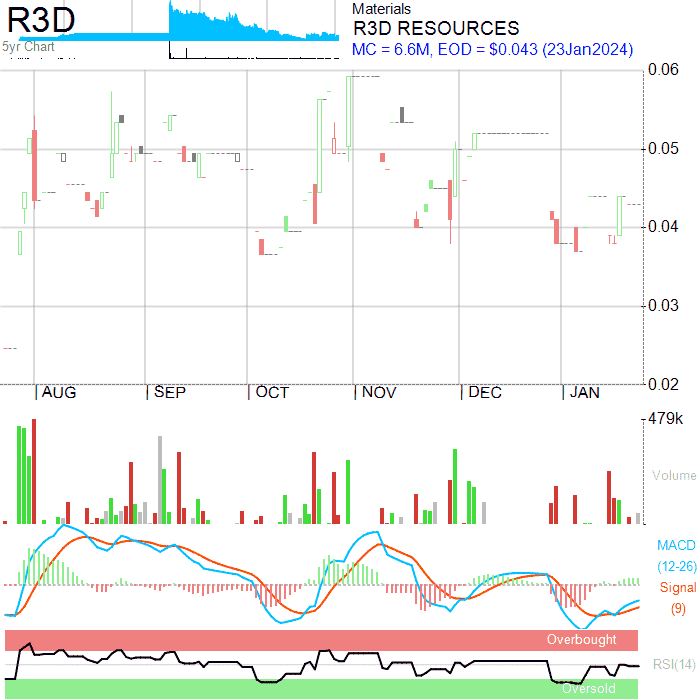 R3D
5yr Chart
Materials
R3D RESOURCES
MC = 6.6M, EOD = $0.043 (23Jan2024)
0.06
0.05
0.04
0.03
0.02
AUG SEP OCT NOV DEC JAN
479k
Volume
MACD
(12-26)
Signal
(9)
Overbought
RSI(14)
Oversold